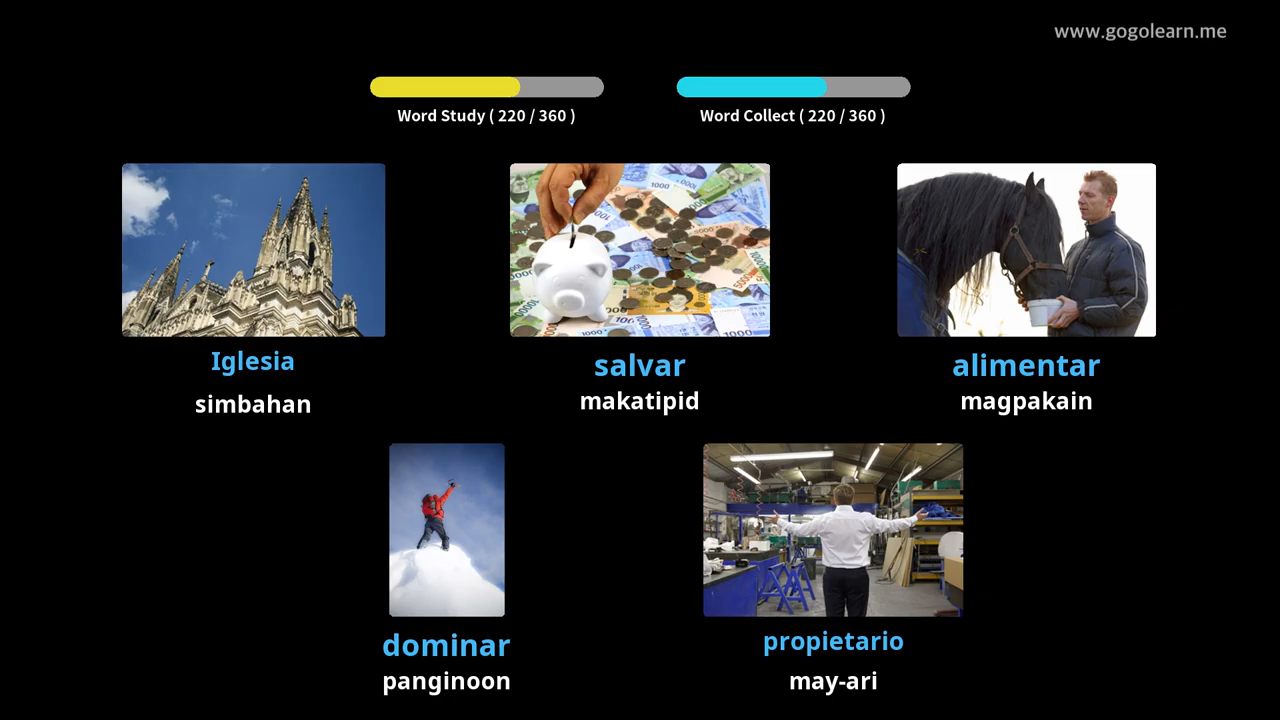 www.gogolearn.me
Word Study ( 220 / 360 )
Word Collect ( 220 / 360 )
Iglesia
simbahan
salvar
makatipid
alimentar
magpakain
dominar
panginoon
propietario
may-ari